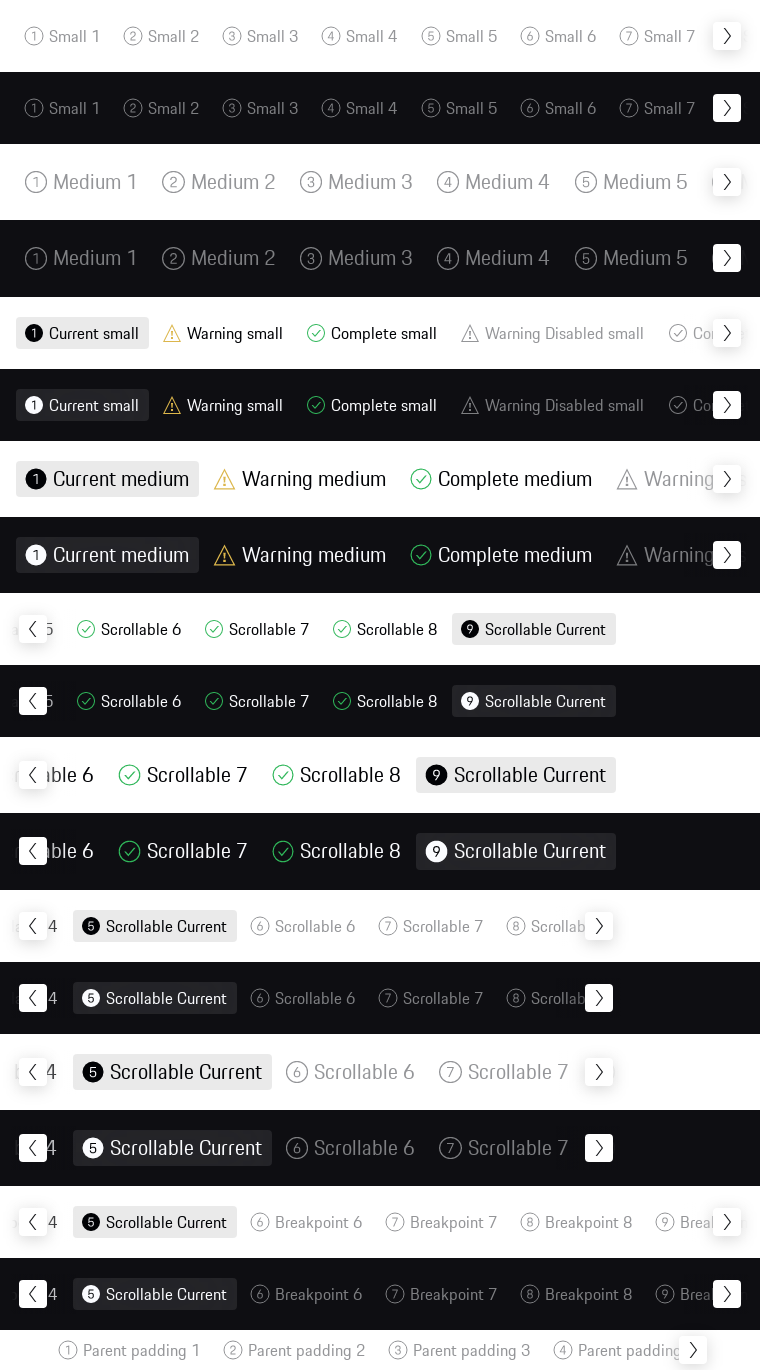 1 Small 1 2 Small 2 3 Small 3 4 Small 4 5 Small 5 6 Small 6 7 Small 7
1 Small 1 2 Small 2 3 Small 3 4 Small 4 5 Small 5 6 Small 6 7 Small 7
1 Medium 1 2 Medium 2 3 Medium 3 4 Medium 4 5 Medium 5
1 Medium 1 2 Medium 2 3 Medium 3 4 Medium 4 5 Medium 5
1 Current small Warning small Complete small Warning Disabled small Co
1 Current small Warning small Complete small Warning Disabled small Co
1 Current medium Warning medium Complete medium Warning
1 Current medium Warning medium Complete medium Warning
5 Scrollable 6 Scrollable 7 Scrollable 8 9 Scrollable Current
5 Scrollable 6 Scrollable 7 Scrollable 8 9 Scrollable Current
able 6 Scrollable 7 Scrollable 8 9 Scrollable Current
able 6 Scrollable 7 Scrollable 8 9 Scrollable Current
4 5 Scrollable Current 6 Scrollable 6 7 Scrollable 7 8 Scrollab
4 5 Scrollable Current 6 Scrollable 6 7 Scrollable 7 8 Scrollab
4 5 Scrollable Current 6 Scrollable 6 7 Scrollable 7
4 5 Scrollable Current 6 Scrollable 6 7 Scrollable 7
4 5 Scrollable Current 6 Breakpoint 6 7 Breakpoint 7 8 Breakpoint 8 9 Brea
4 5 Scrollable Current 6 Breakpoint 6 7 Breakpoint 7 8 Breakpoint 8 9 Brea
1 Parent padding 1 2 Parent padding 2 3 Parent padding 3 4 Parent padding